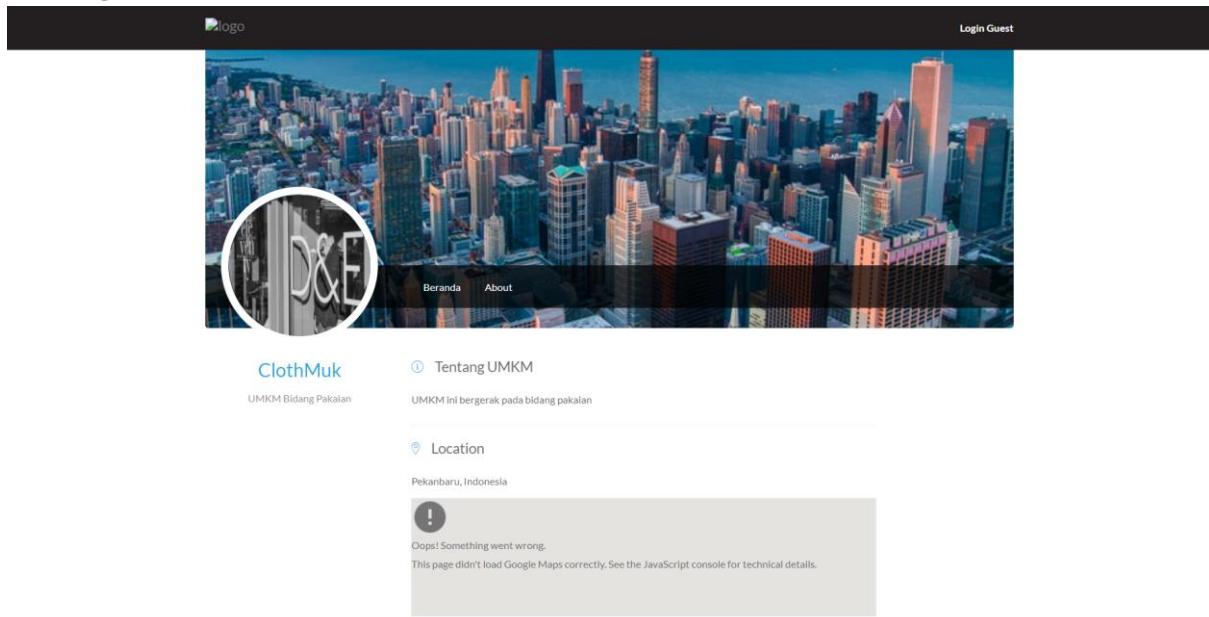 logo
Login Guest
D&E
Beranda About
ClothMuk
UMKM Bidang Pakaian
Tentang UMKM
UMKM ini bergerak pada bidang pakaian
Location
Pekanbaru, Indonesia
Oops! Something went wrong.
This page didn't load Google Maps correctly. See the JavaScript console for technical details.